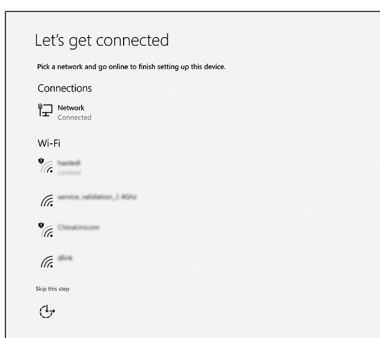 Let's get connected
Pick a network and go online to finish setting up this device.
Connections
Network
Connected
Wi-Fi
Limited
service_validation_2.4Ghz
ChinaUnicom
dlink
Skip this step